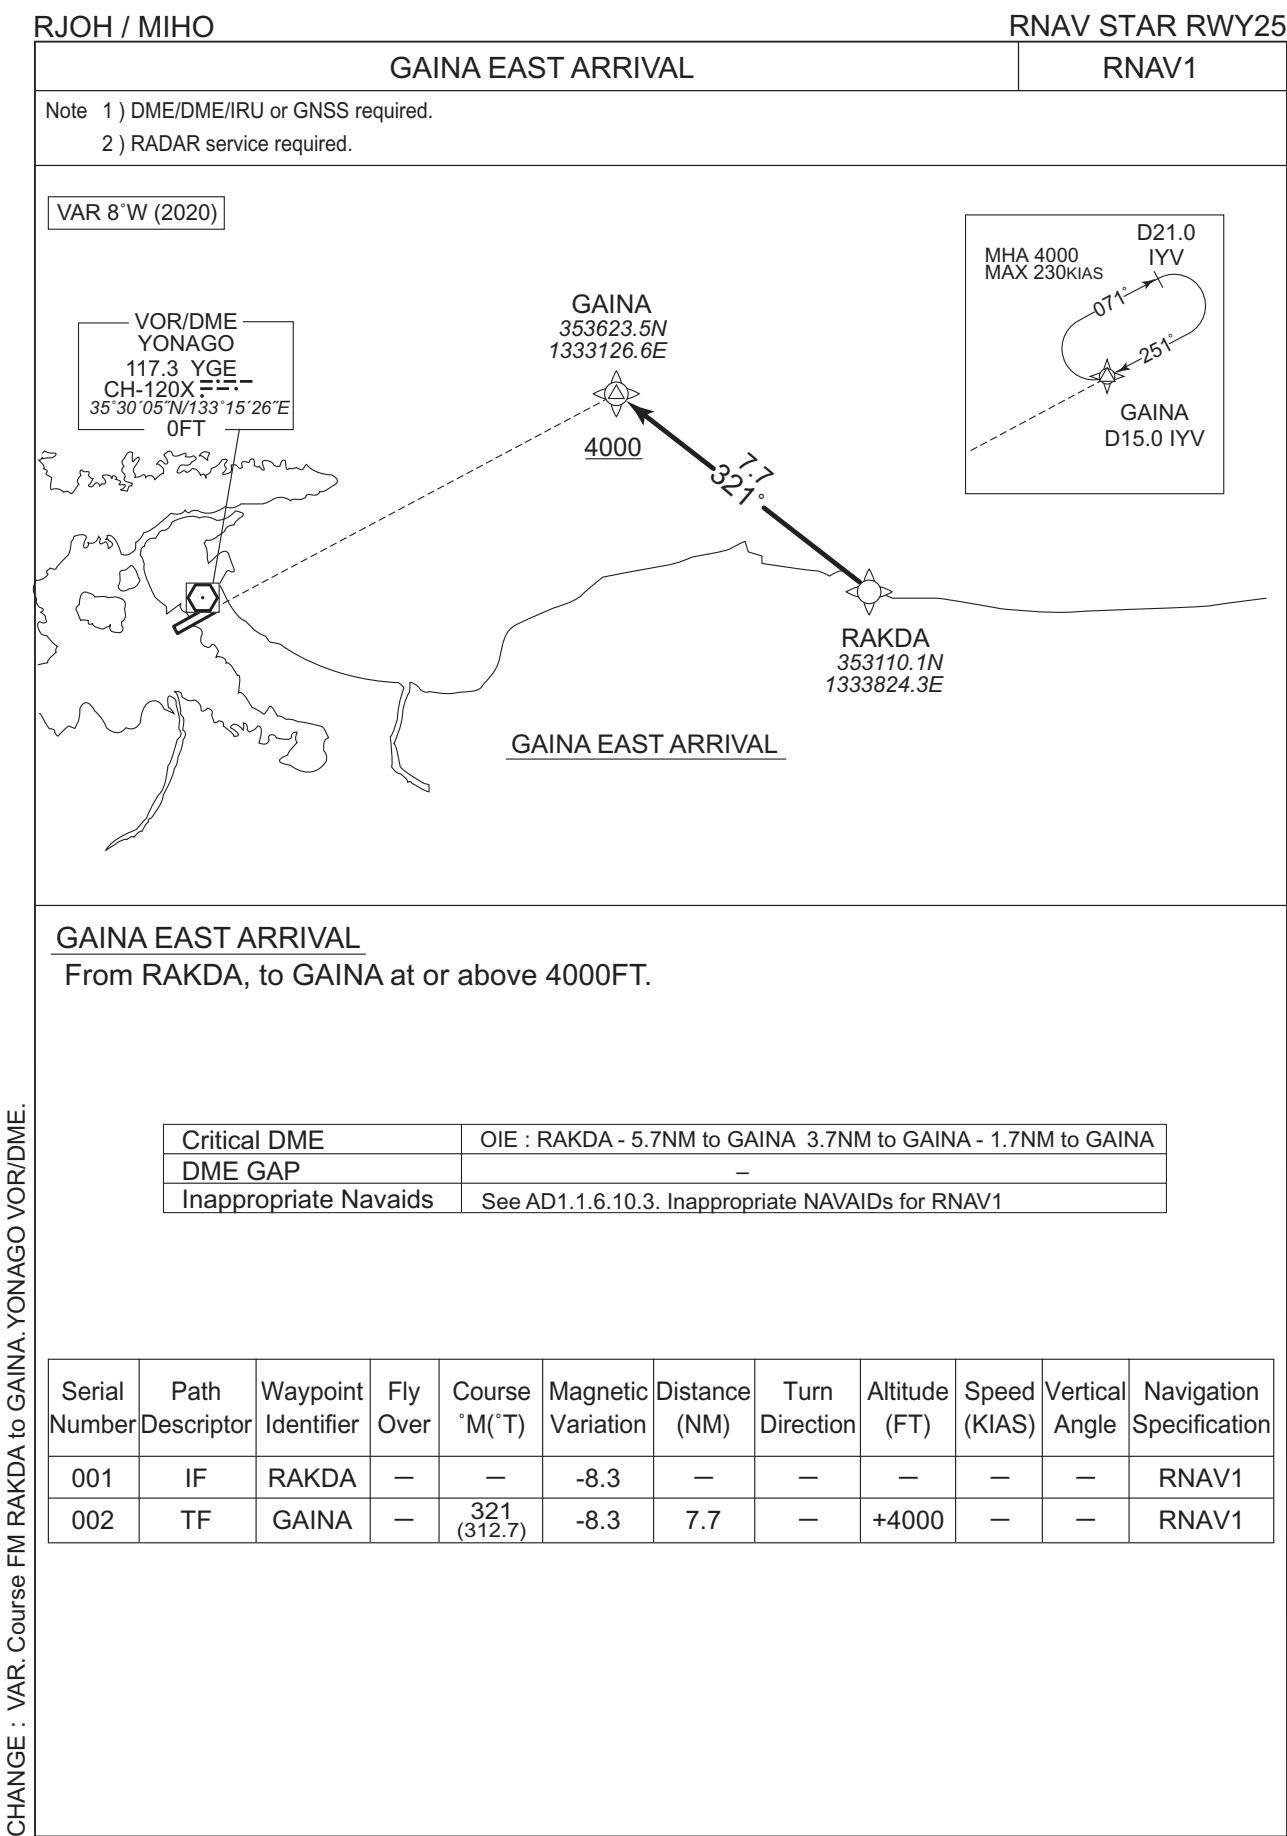 RJOH / MIHO
RNAV STAR RWY25
GAINA EAST ARRIVAL
RNAV1
Note 1 ) DME/DME/IRU or GNSS required.
2 ) RADAR service required.
VAR 8˚W (2020)
VOR/DME
YONAGO
117.3 YGE
CH-120X
35˚30´05˝N/133˚15´26˝E
0FT
GAINA
353623.5N
1333126.6E
4000
7.7
321˚
RAKDA
353110.1N
1333824.3E
GAINA EAST ARRIVAL
D21.0
IYV
MHA 4000
MAX 230KIAS
071˚
251˚
GAINA
D15.0 IYV
GAINA EAST ARRIVAL
From RAKDA, to GAINA at or above 4000FT.
Critical DME OIE : RAKDA - 5.7NM to GAINA 3.7NM to GAINA - 1.7NM to GAINA
DME GAP –
Inappropriate Navaids See AD1.1.6.10.3. Inappropriate NAVAIDs for RNAV1
Serial Number Path Descriptor Waypoint Identifier Fly Over Course ˚M(˚T) Magnetic Variation Distance (NM) Turn Direction Altitude (FT) Speed (KIAS) Vertical Angle Navigation Specification
001 IF RAKDA – – -8.3 – – – – – RNAV1
002 TF GAINA – 321 (312.7) -8.3 7.7 – +4000 – – RNAV1
CHANGE : VAR. Course FM RAKDA to GAINA. YONAGO VOR/DME.